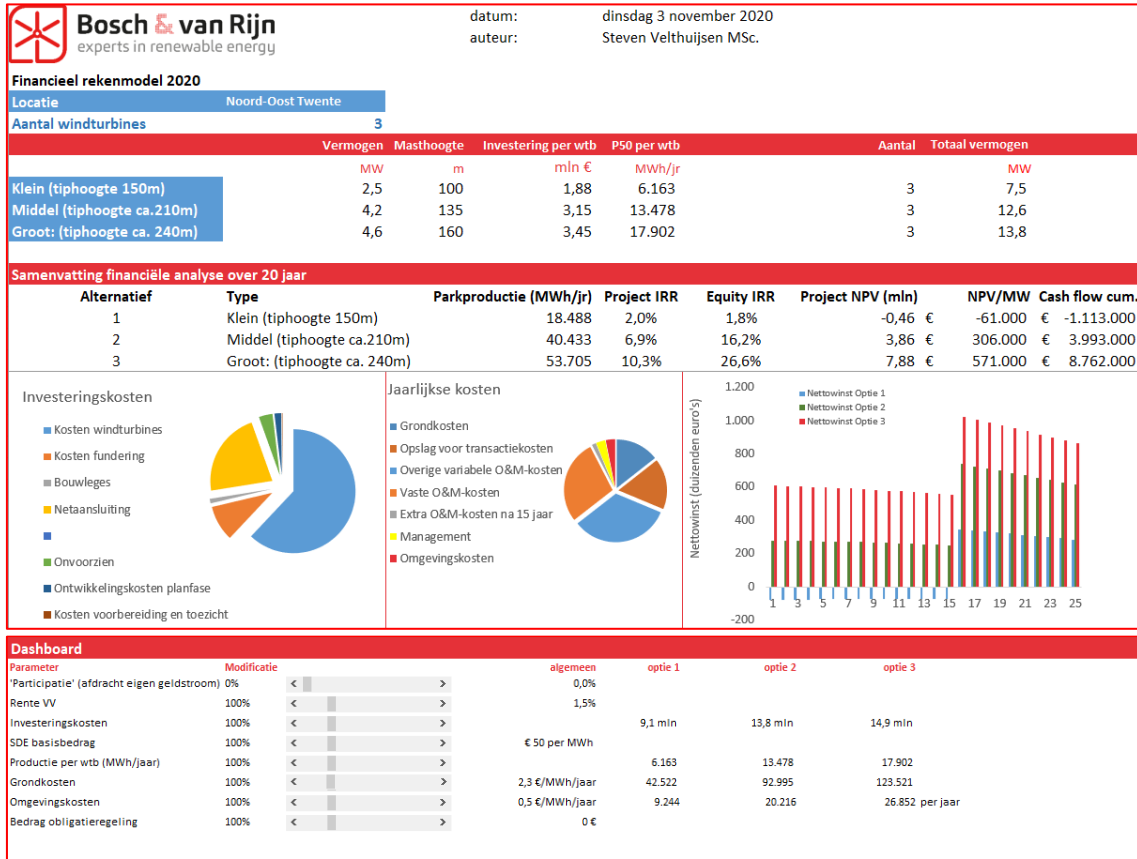 Bosch & van Rijn
experts in renewable energy
datum: dinsdag 3 november 2020
auteur: Steven Velthuijsen MSc.
Financieel rekenmodel 2020
Locatie Noord-Oost Twente
Aantal windturbines 3
Vermogen Masthoogte Investering per wtb P50 per wtb Aantal Totaal vermogen
MW m mln € MWh/jr MW
Klein (tiphoogte 150m) 2,5 100 1,88 6.163 3 7,5
Middel (tiphoogte ca.210m) 4,2 135 3,15 13.478 3 12,6
Groot: (tiphoogte ca. 240m) 4,6 160 3,45 17.902 3 13,8
Samenvatting financiële analyse over 20 jaar
Alternatief Type Parkproductie (MWh/jr) Project IRR Equity IRR Project NPV (mln) NPV/MW Cash flow cum.
1 Klein (tiphoogte 150m) 18.488 2,0% 1,8% -0,46 € -61.000 € -1.113.000
2 Middel (tiphoogte ca.210m) 40.433 6,9% 16,2% 3,86 € 306.000 € 3.993.000
3 Groot: (tiphoogte ca. 240m) 53.705 10,3% 26,6% 7,88 € 571.000 € 8.762.000
Investeringskosten
Kosten windturbines
Kosten fundering
Bouwleges
Netaansluiting
Onvoorzien
Ontwikkelingskosten planfase
Kosten voorbereiding en toezicht
Jaarlijkse kosten
Grondkosten
Opslag voor transactiekosten
Overige variabele O&M-kosten
Vaste O&M-kosten
Extra O&M-kosten na 15 jaar
Management
Omgevingskosten
Nettowinst (duizenden euro's)
1.200
1.000
800
600
400
200
0
-200
Nettowinst Optie 1
Nettowinst Optie 2
Nettowinst Optie 3
1 3 5 7 9 11 13 15 17 19 21 23 25
Dashboard
Parameter Modificatie algemeen optie 1 optie 2 optie 3
'Participatie' (afdracht eigen geldstroom) 0% < > 0,0%
Rente VV 100% < > 1,5%
Investeringskosten 100% < > 9,1 mln 13,8 mln 14,9 mln
SDE basisbedrag 100% < > € 50 per MWh
Productie per wtb (MWh/jaar) 100% < > 6.163 13.478 17.902
Grondkosten 100% < > 2,3 €/MWh/jaar 42.522 92.995 123.521
Omgevingskosten 100% < > 0,5 €/MWh/jaar 9.244 20.216 26.852 per jaar
Bedrag obligatieregeling 100% < > 0 €